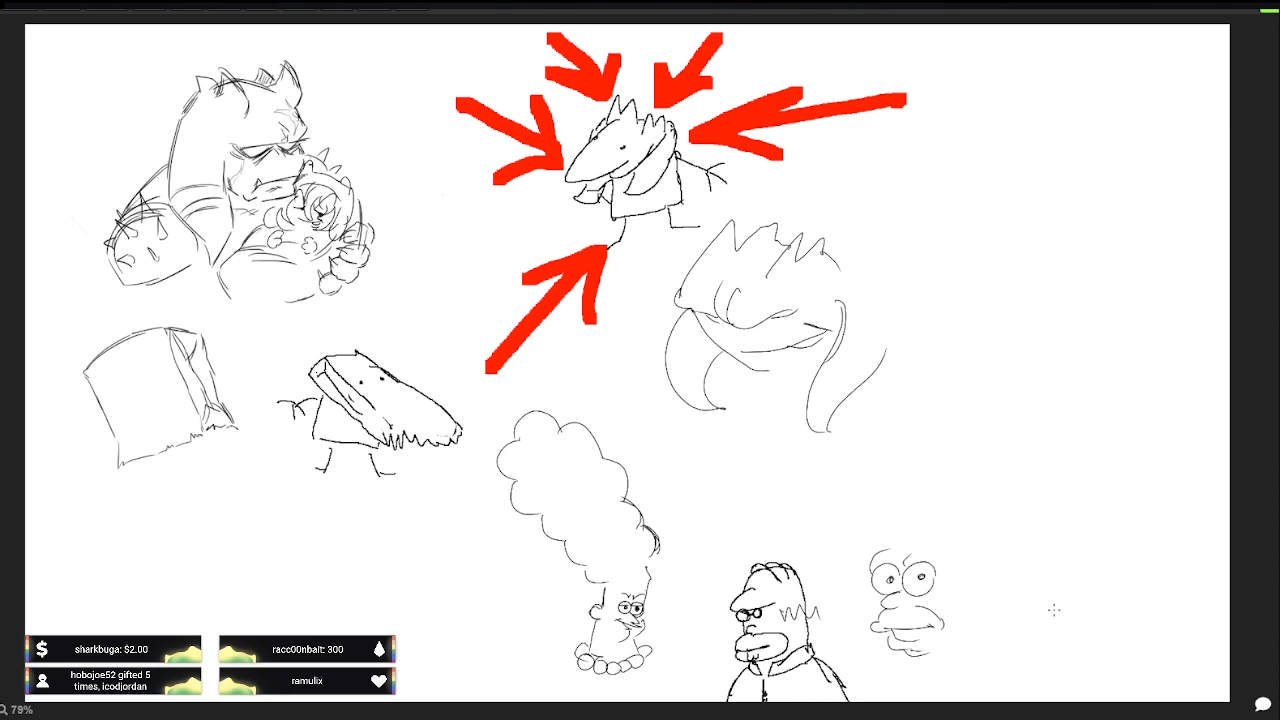 $ sharkbuga: $2.00
racc00nbait: 300
hobojoe52 gifted 5
times, icodjordan
ramulix
79%